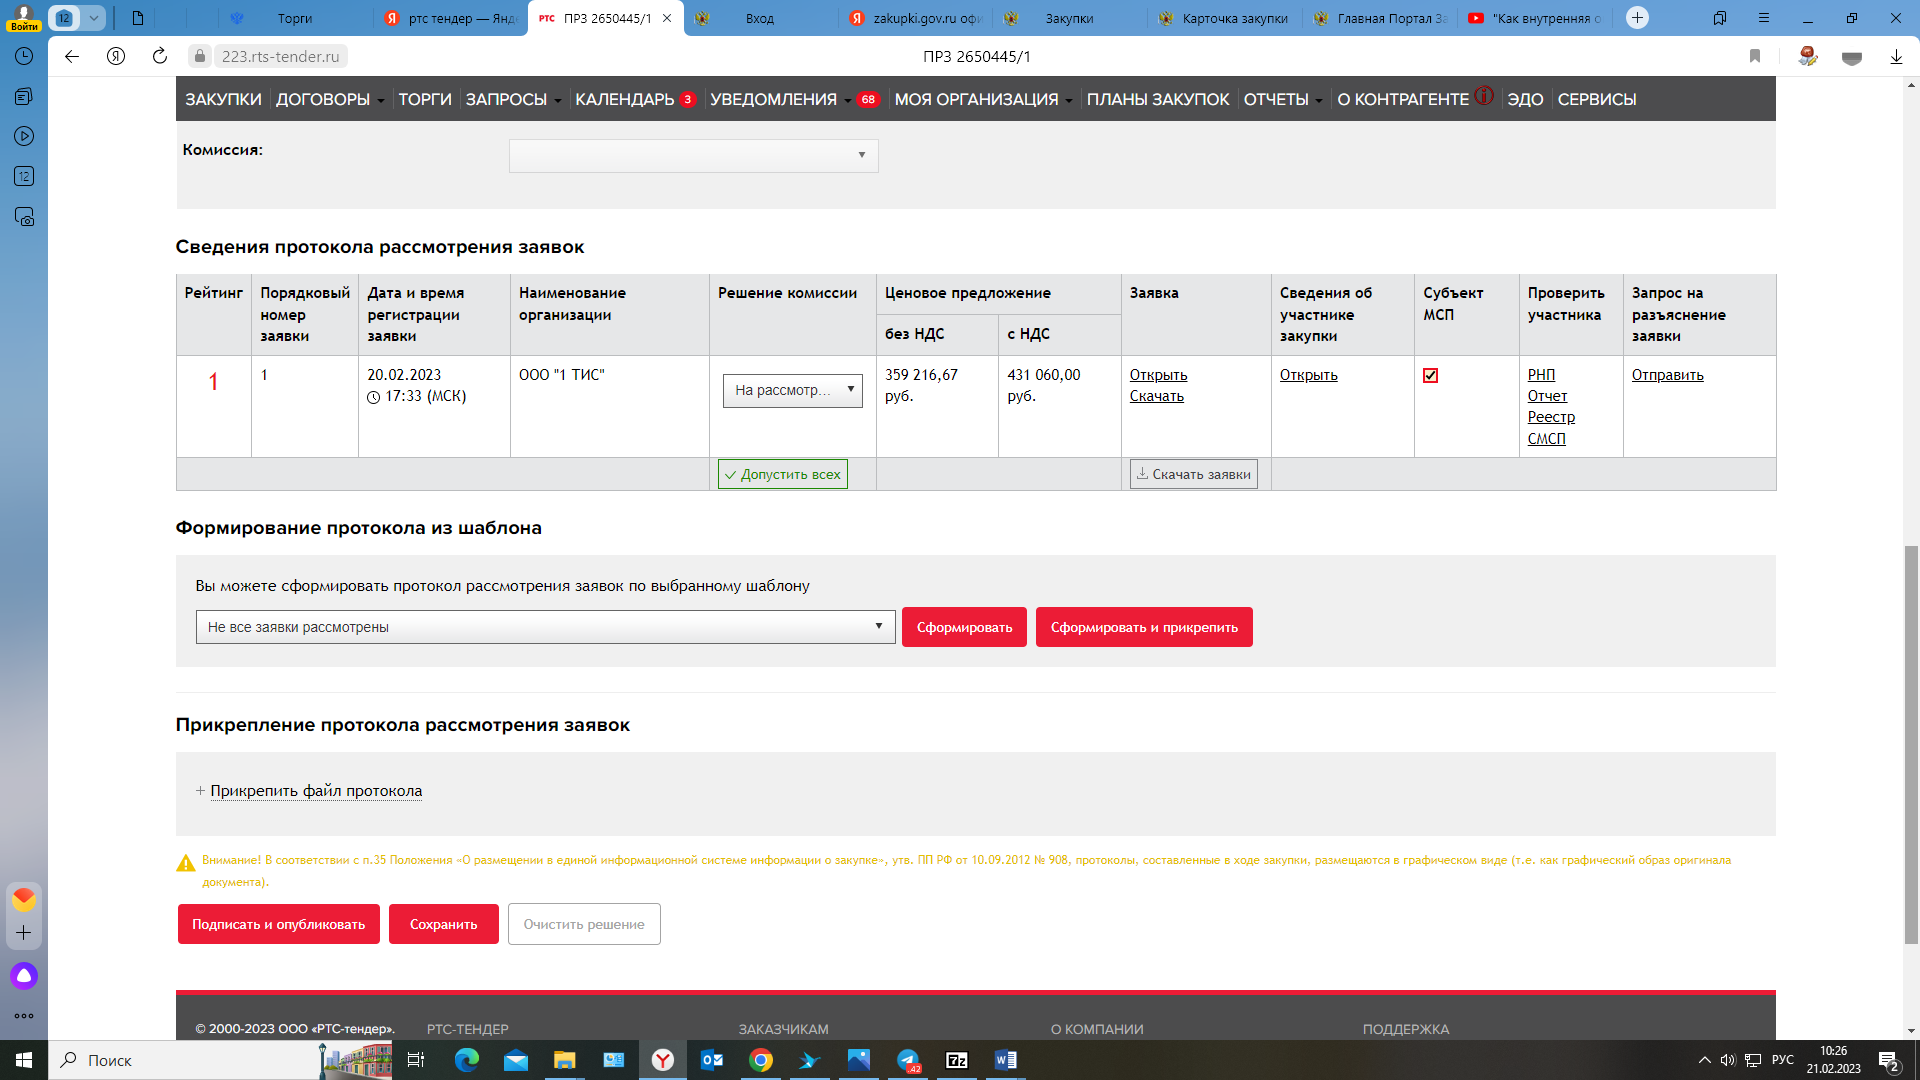 Войти
12
Торги
ртс тендер — Янде
РТС ПРЗ 2650445/1
Вход
zakupki.gov.ru офи
Закупки
Карточка закупки
Главная Портал За
"Как внутренняя о
223.rts-tender.ru
ПРЗ 2650445/1
12
ЗАКУПКИ ДОГОВОРЫ ТОРГИ ЗАПРОСЫ КАЛЕНДАРЬ 3 УВЕДОМЛЕНИЯ 68 МОЯ ОРГАНИЗАЦИЯ ПЛАНЫ ЗАКУПОК ОТЧЕТЫ О КОНТРАГЕНТЕ ЭДО СЕРВИСЫ
Комиссия:
Сведения протокола рассмотрения заявок
Рейтинг
Порядковый
номер
заявки
Дата и время
регистрации
заявки
Наименование
организации
Решение комиссии
Ценовое предложение
без НДС
с НДС
Заявка
Сведения об
участнике
закупки
Субъект
МСП
Проверить
участника
Запрос на
разъяснение
заявки
1
1
20.02.2023
17:33 (МСК)
ООО "1 ТИС"
На рассмотр...
359 216,67
руб.
431 060,00
руб.
Открыть
Скачать
Открыть
РНП
Отчет
Реестр
СМСП
Отправить
Допустить всех
Скачать заявки
Формирование протокола из шаблона
Вы можете сформировать протокол рассмотрения заявок по выбранному шаблону
Не все заявки рассмотрены
Сформировать
Сформировать и прикрепить
Прикрепление протокола рассмотрения заявок
+ Прикрепить файл протокола
Внимание! В соответствии с п.35 Положения «О размещении в единой информационной системе информации о закупке», утв. ПП РФ от 10.09.2012 № 908, протоколы, составленные в ходе закупки, размещаются в графическом виде (т.е. как графический образ оригинала
документа).
Подписать и опубликовать
Сохранить
Очистить решение
© 2000-2023 ООО «РТС-тендер».
РТС-ТЕНДЕР
ЗАКАЗЧИКАМ
О КОМПАНИИ
ПОДДЕРЖКА
Поиск
42
7z
РУС
10:26
21.02.2023
2